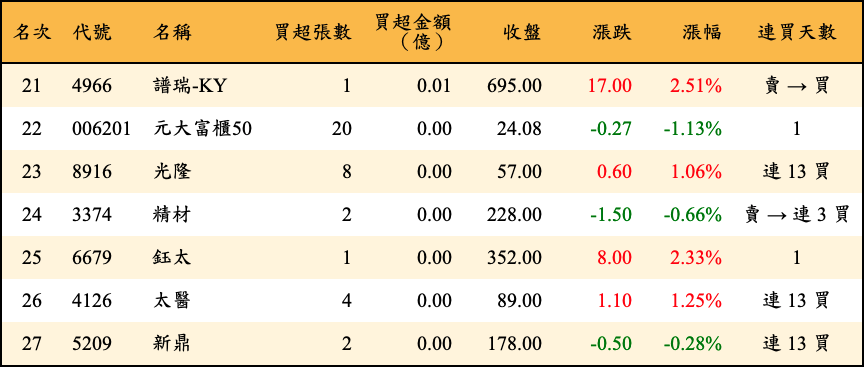 名次 代號 名稱 買超張數 買超金額（億） 收盤 漲跌 漲幅 連買天數
21 4966 譜瑞-KY 1 0.01 695.00 17.00 2.51% 賣 → 買
22 006201 元大富櫃50 20 0.00 24.08 -0.27 -1.13% 1
23 8916 光隆 8 0.00 57.00 0.60 1.06% 連 13 買
24 3374 精材 2 0.00 228.00 -1.50 -0.66% 賣 → 連 3 買
25 6679 鈺太 1 0.00 352.00 8.00 2.33% 1
26 4126 太醫 4 0.00 89.00 1.10 1.25% 連 13 買
27 5209 新鼎 2 0.00 178.00 -0.50 -0.28% 連 13 買